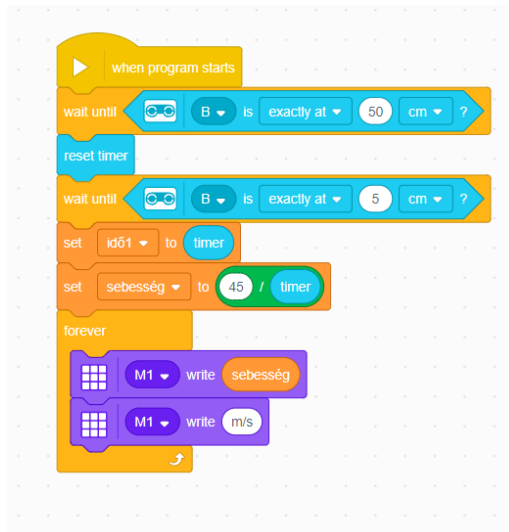 when program starts
wait until B is exactly at 50 cm ?
reset timer
wait until B is exactly at 5 cm ?
set idő1 to timer
set sebesség to 45 / timer
forever
M1 write sebesség
M1 write m/s